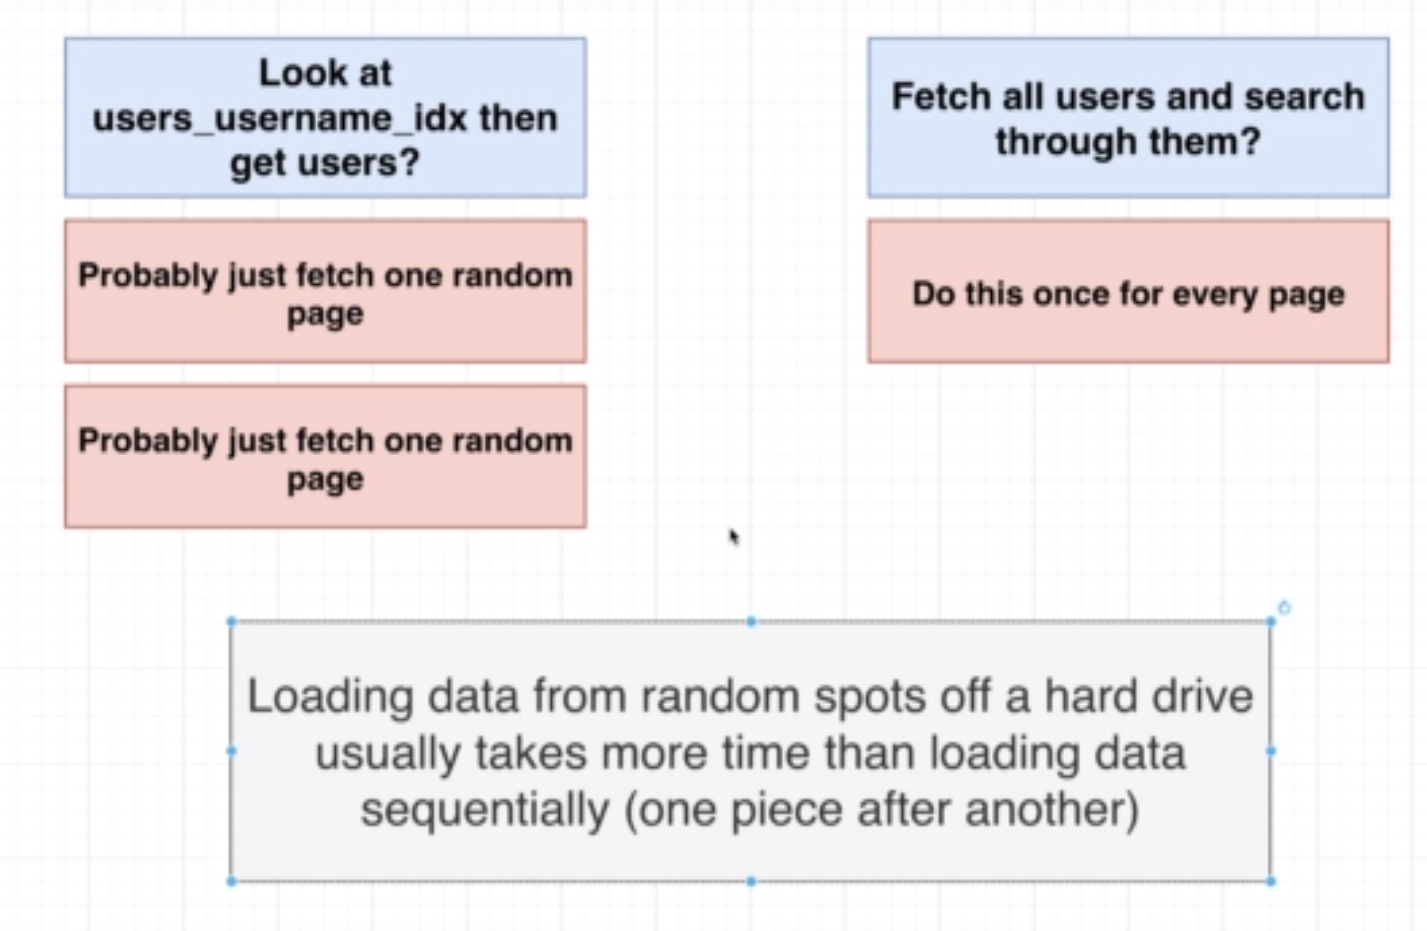 Look at
users_username_idx then
get users?
Fetch all users and search
through them?
Probably just fetch one random
page
Do this once for every page
Probably just fetch one random
page
Loading data from random spots off a hard drive
usually takes more time than loading data
sequentially (one piece after another)